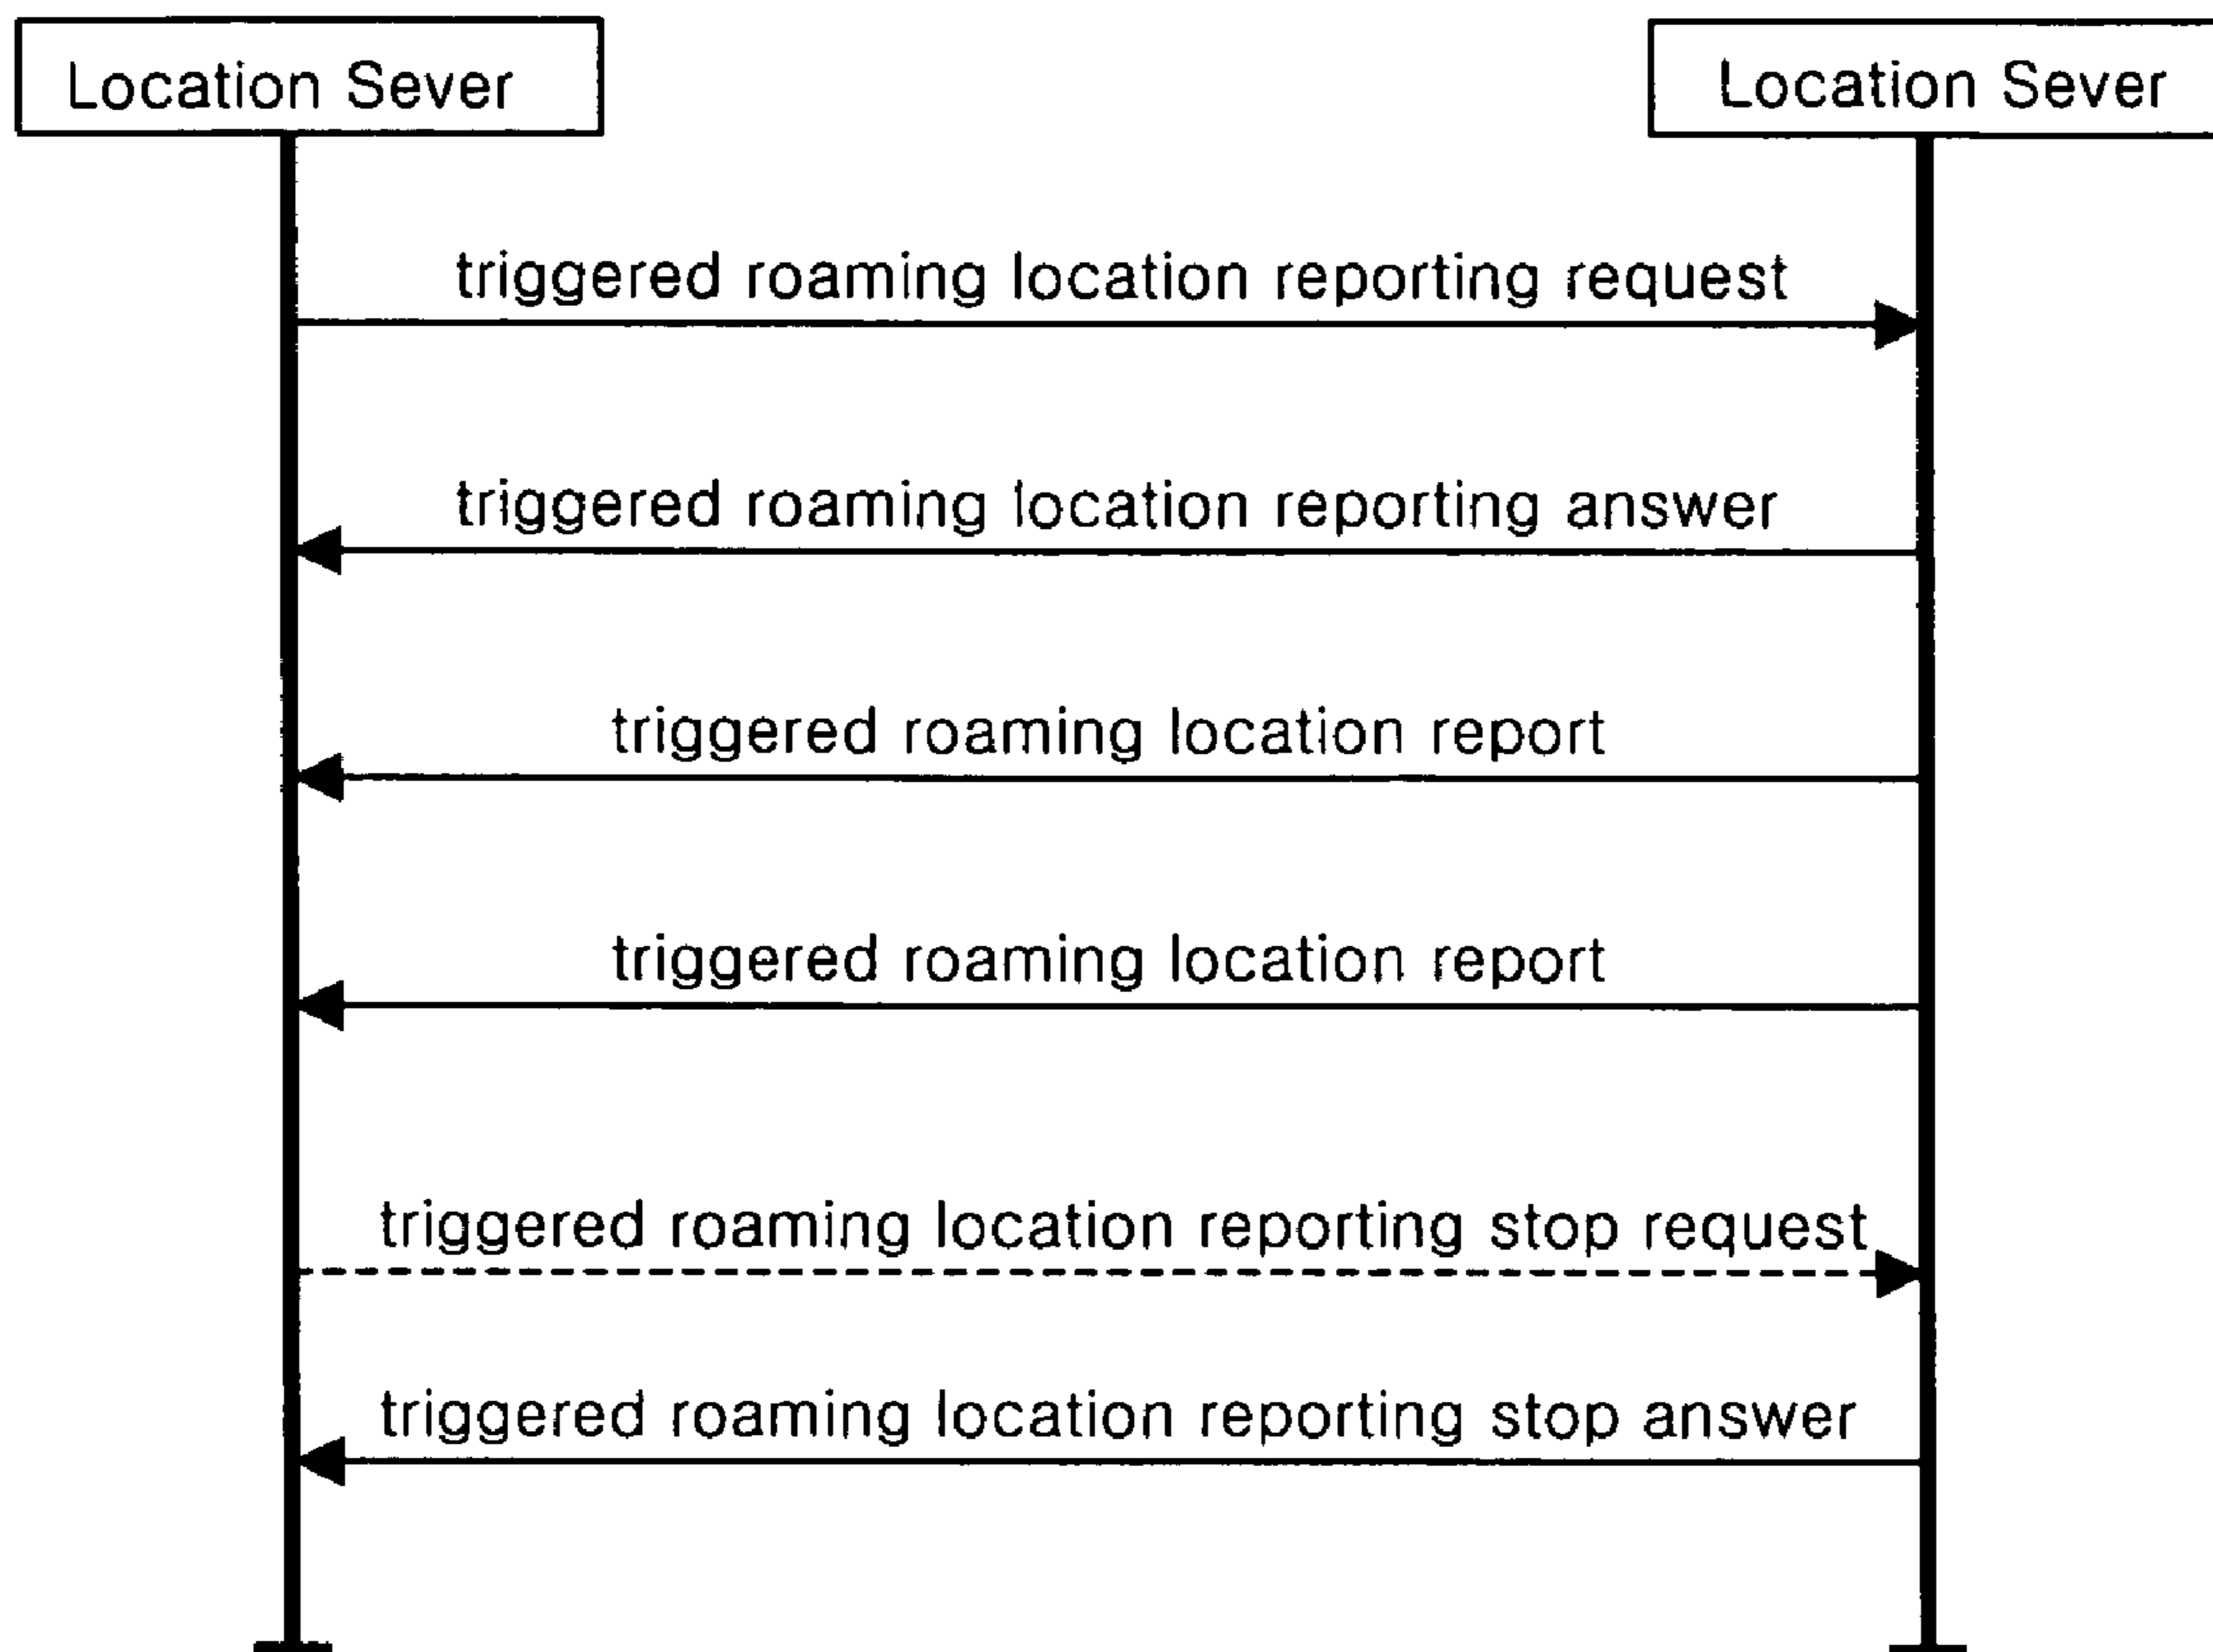 Location Sever
Location Sever
triggered roaming location reporting request
triggered roaming location reporting answer
triggered roaming location report
triggered roaming location report
triggered roaming location reporting stop request
triggered roaming location reporting stop answer